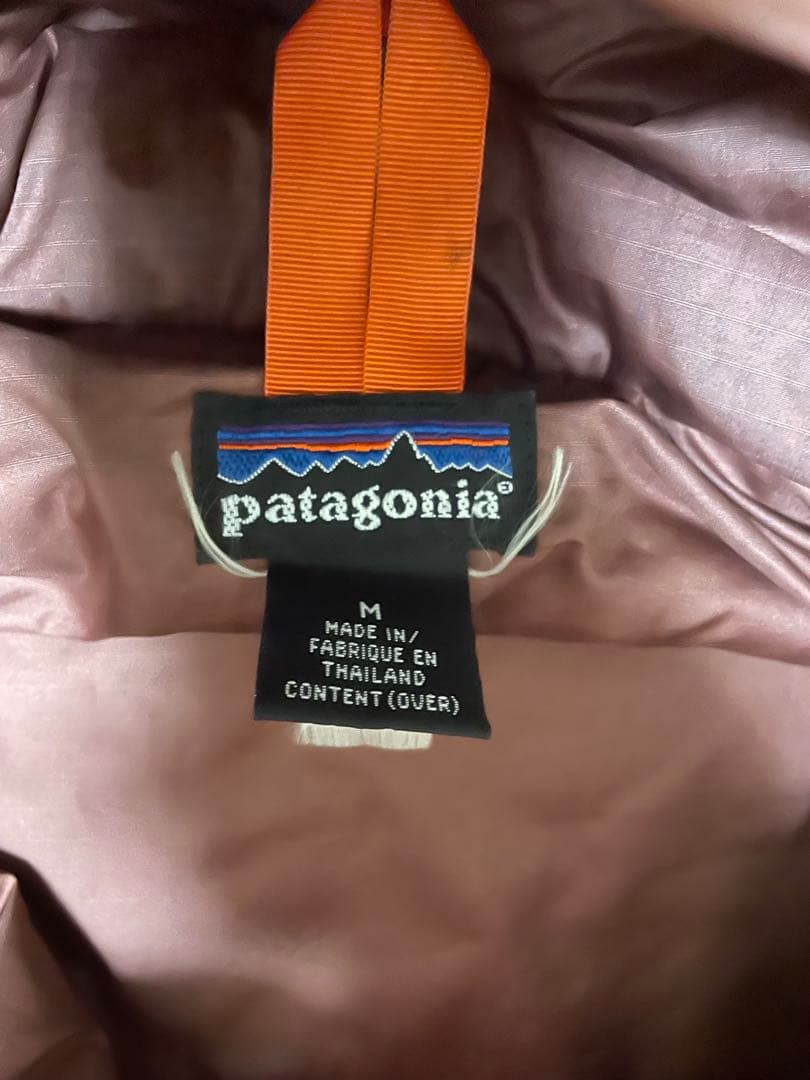 patagonia®
M
MADE IN/
FABRIQUE EN
THAILAND
CONTENT (OVER)